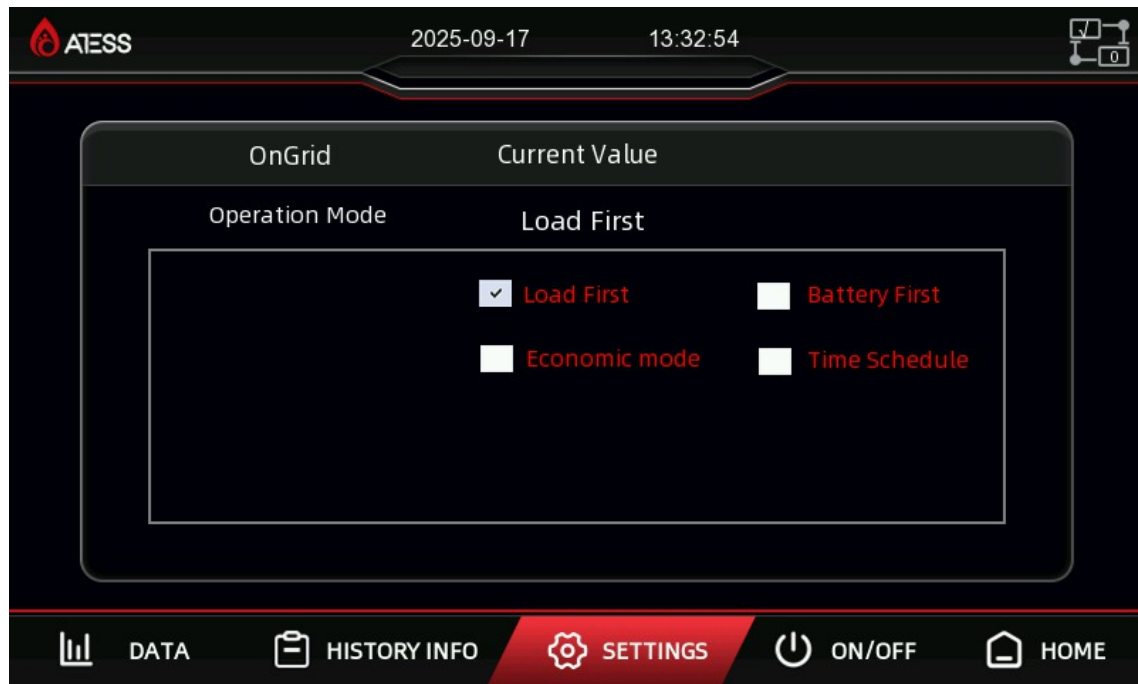 ATESS 2025-09-17 13:32:54
√
0
OnGrid Current Value
Operation Mode Load First
Load First Battery First
Economic mode Time Schedule
DATA HISTORY INFO SETTINGS ON/OFF HOME